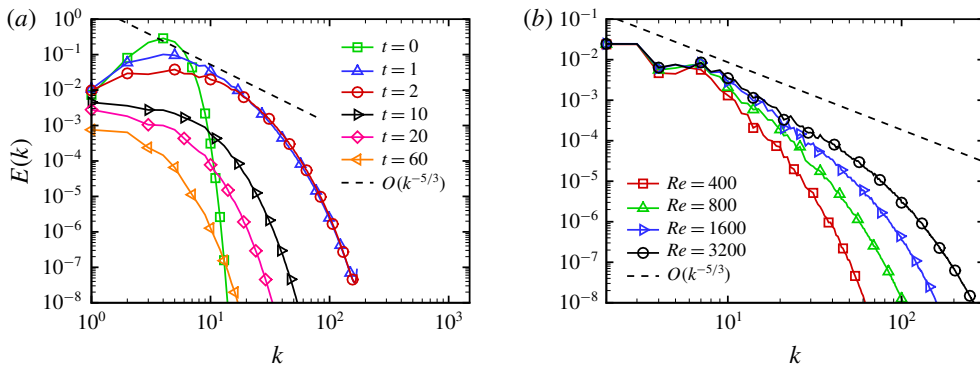 (a)
10^1
10^0
10^-1
10^-2
10^-3
10^-4
10^-5
10^-6
10^-7
10^-8
E(k)
10^0
10^1
10^2
10^3
k
t = 0
t = 1
t = 2
t = 10
t = 20
t = 60
O(k^-5/3)
(b)
10^-1
10^-2
10^-3
10^-4
10^-5
10^-6
10^-7
10^-8
Re = 400
Re = 800
Re = 1600
Re = 3200
O(k^-5/3)
10^1
10^2
k